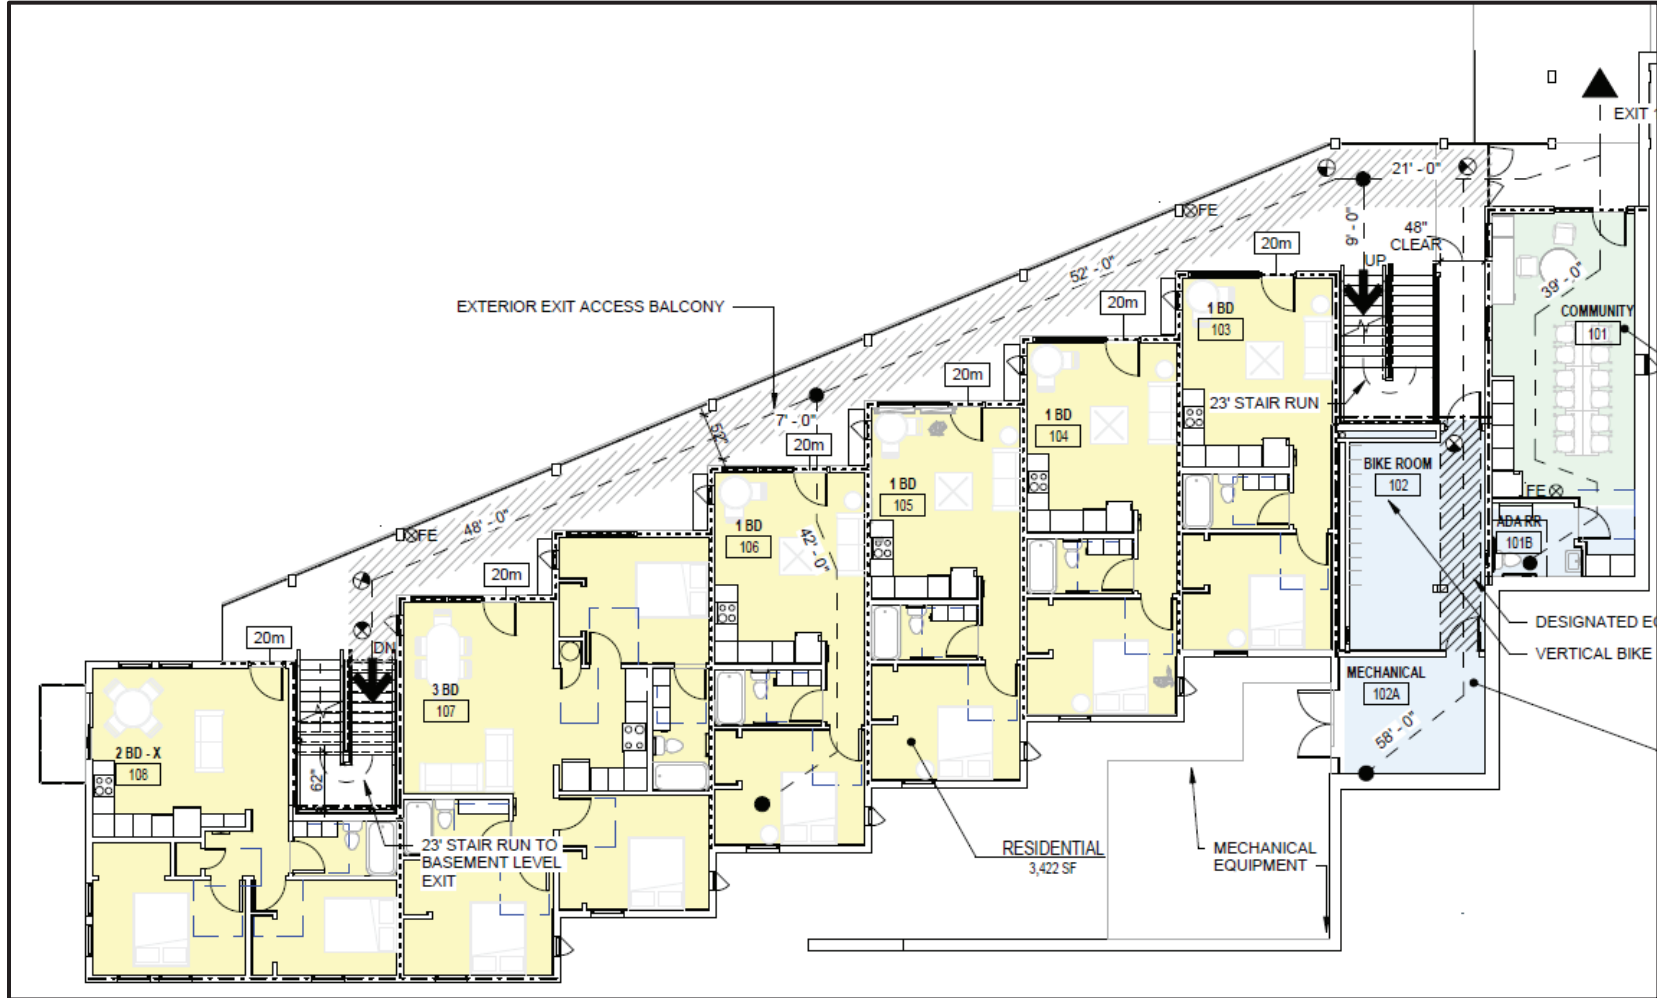 EXIT
21' - 0"
FE
9' - 0"
48"
CLEAR
UP
20m
52' - 0"
39' - 0"
EXTERIOR EXIT ACCESS BALCONY
20m
1 BD
103
COMMUNITY
101
20m
23' STAIR RUN
7' - 0"
52"
20m
1 BD
104
BIKE ROOM
102
1 BD
105
FE
48' - 0"
FE
1 BD
106
42' - 0"
ADA RR
101B
20m
20m
DN
DESIGNATED E
VERTICAL BIKE
3 BD
107
MECHANICAL
102A
58' - 0"
2 BD - X
108
62"
23' STAIR RUN TO
BASEMENT LEVEL
EXIT
RESIDENTIAL
3,422 SF
MECHANICAL
EQUIPMENT